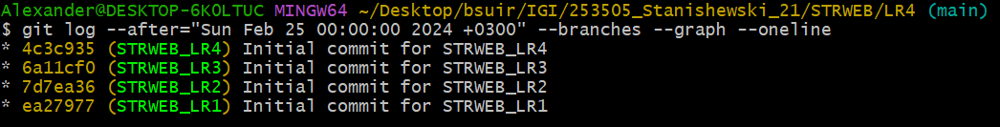 Alexander@DESKTOP-6K0LTUC MINGW64 ~/Desktop/bsuir/IGI/253505_Stanishewski_21/STRWEB/LR4 (main)
$ git log --after="Sun Feb 25 00:00:00 2024 +0300" --branches --graph --oneline
* 4c3c935 (STRWEB_LR4) Initial commit for STRWEB_LR4
* 6a11cf0 (STRWEB_LR3) Initial commit for STRWEB_LR3
* 7d7ea36 (STRWEB_LR2) Initial commit for STRWEB_LR2
* ea27977 (STRWEB_LR1) Initial commit for STRWEB_LR1